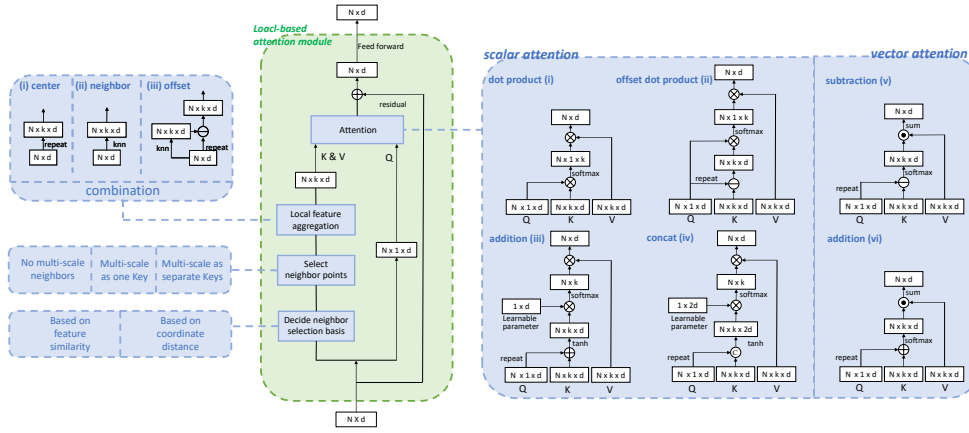 N x d
Loacl-based
attention module
Feed forward
N x d
residual
Attention
K & V
Q
N x k x d
Local feature
aggregation
N x 1 x d
Select
neighbor points
Decide neighbor
selection basis
N X d
(i) center
(ii) neighbor
(iii) offset
N x k x d
N x k x d
N x k x d
N x k x d
repeat
knn
knn
repeat
N x d
N x d
N x d
combination
No multi-scale
neighbors
Multi-scale
as one Key
Multi-scale as
separate Keys
Based on
feature
similarity
Based on
coordinate
distance
scalar attention
vector attention
dot product (i)
N x d
N x 1 x k
softmax
N x 1 x d
N x k x d
N x k x d
Q
K
V
offset dot product (ii)
N x d
N x 1 x k
softmax
N x k x d
repeat
N x 1 x d
N x k x d
N x k x d
Q
K
V
subtraction (v)
N x d
sum
N x k x d
softmax
repeat
N x 1 x d
N x k x d
N x k x d
Q
K
V
addition (iii)
N x d
N x k
softmax
1 x d
Learnable
parameter
N x k x d
tanh
repeat
N x 1 x d
N x k x d
N x k x d
Q
K
V
concat (iv)
N x d
N x k
softmax
1 x 2d
Learnable
parameter
N x k x 2d
tanh
repeat
C
N x 1 x d
N x k x d
N x k x d
Q
K
V
addition (vi)
N x d
sum
N x k x d
softmax
repeat
N x 1 x d
N x k x d
N x k x d
Q
K
V